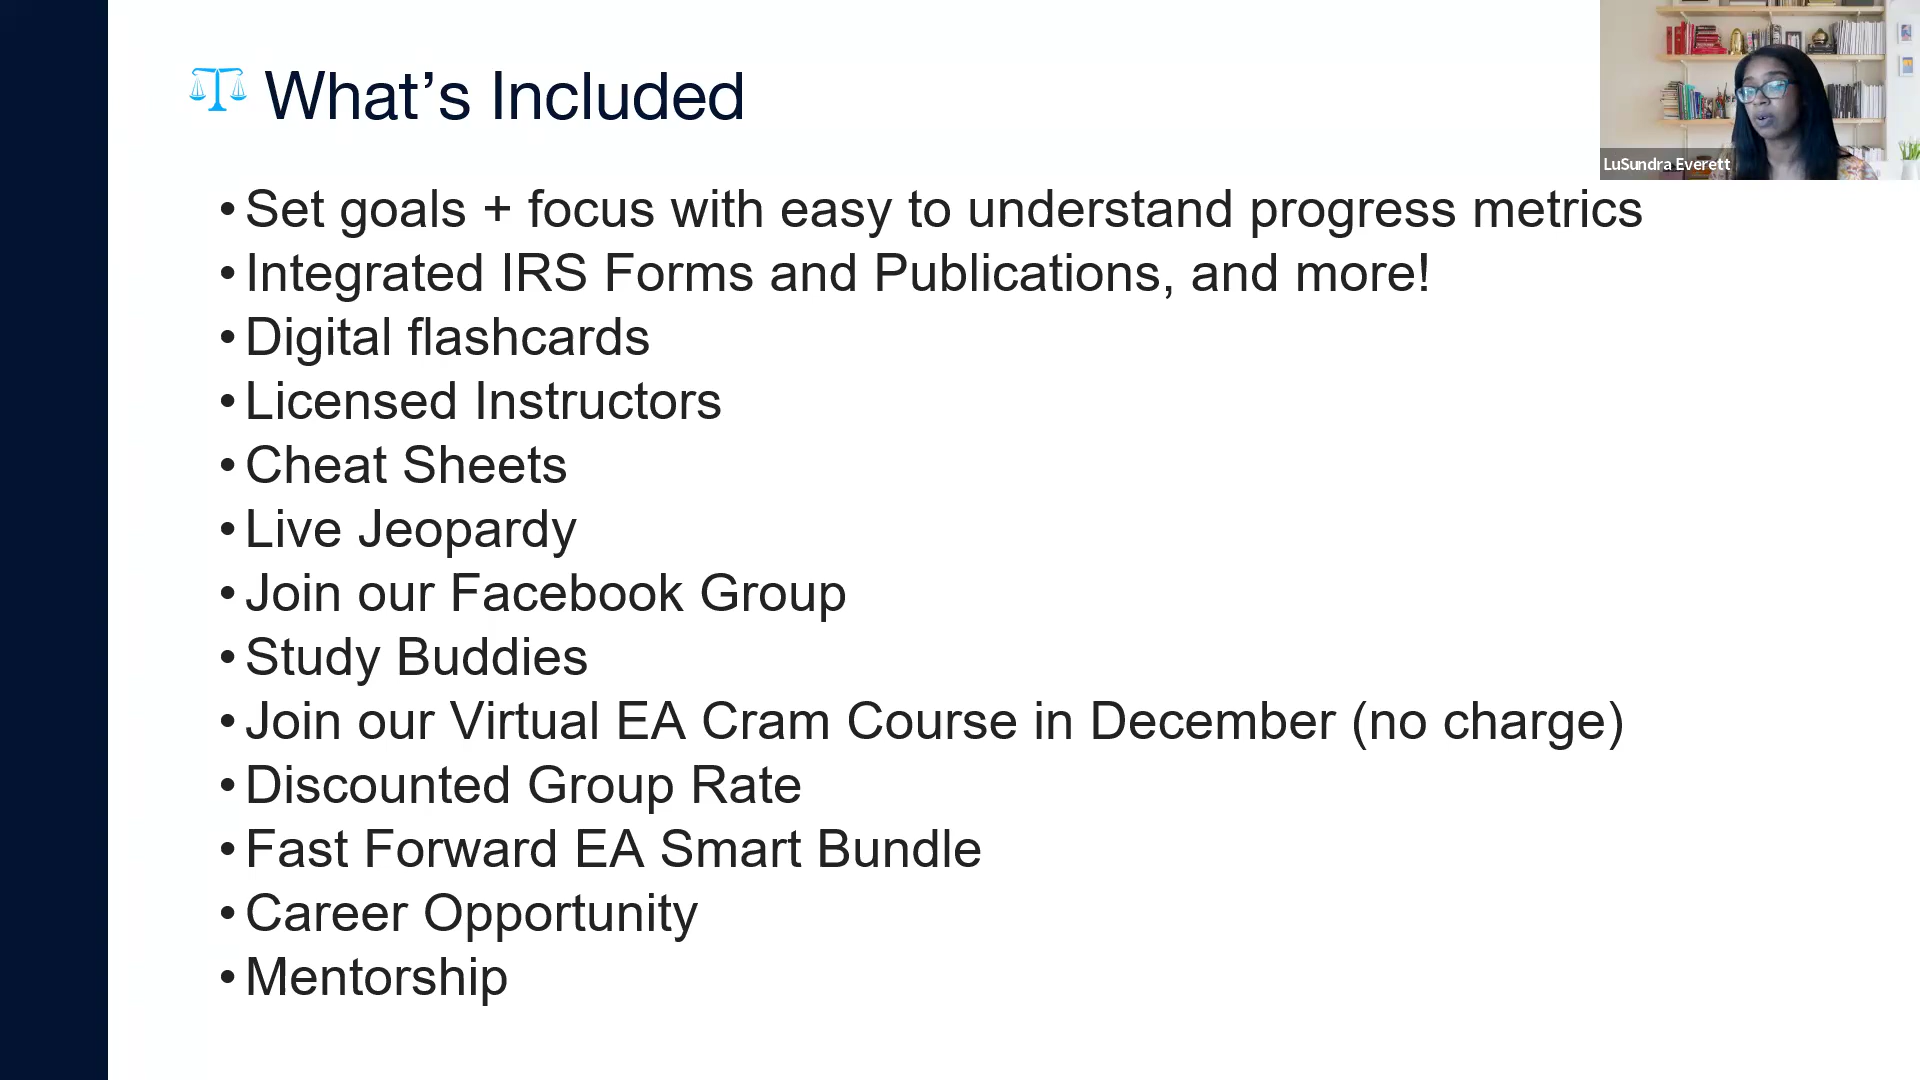 What’s Included
LuSundra Everett
• Set goals + focus with easy to understand progress metrics
• Integrated IRS Forms and Publications, and more!
• Digital flashcards
• Licensed Instructors
• Cheat Sheets
• Live Jeopardy
• Join our Facebook Group
• Study Buddies
• Join our Virtual EA Cram Course in December (no charge)
• Discounted Group Rate
• Fast Forward EA Smart Bundle
• Career Opportunity
• Mentorship